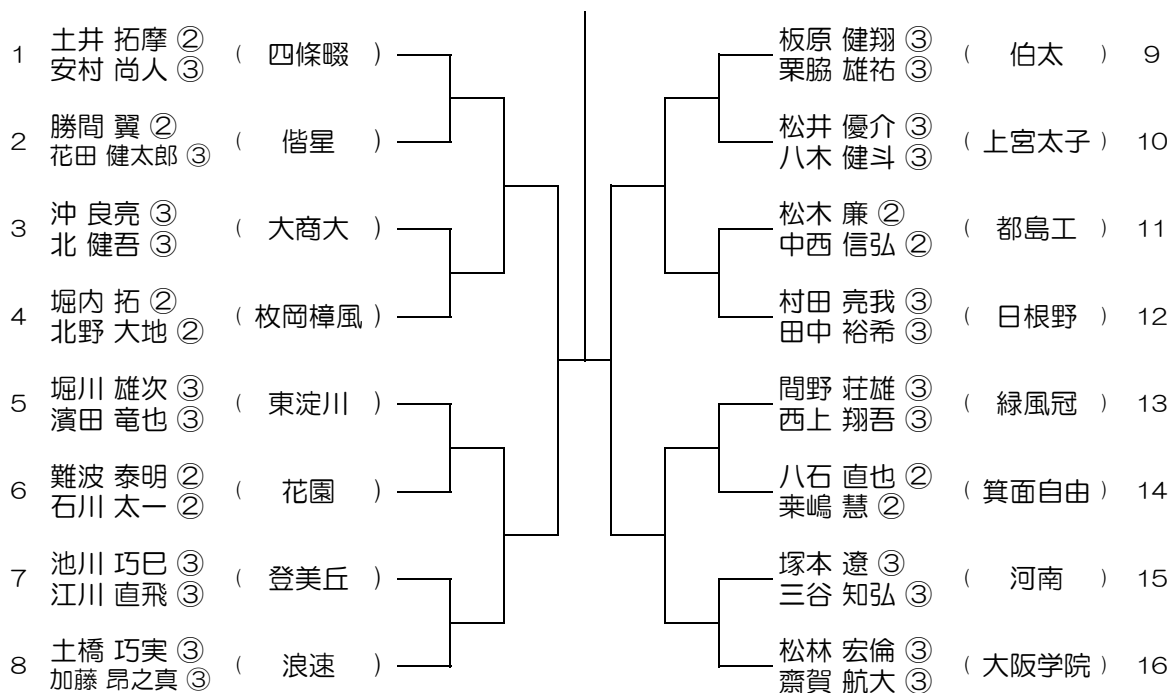 1 土井 拓摩 ② 安村 尚人 ③ ( 四條畷 )
2 勝間 翼 ② 花田 健太郎 ③ ( 偕星 )
3 沖 良亮 ③ 北 健吾 ③ ( 大商大 )
4 堀内 拓 ② 北野 大地 ② ( 枚岡樟風 )
5 堀川 雄次 ③ 濱田 竜也 ③ ( 東淀川 )
6 難波 泰明 ② 石川 太一 ② ( 花園 )
7 池川 巧巳 ③ 江川 直飛 ③ ( 登美丘 )
8 土橋 巧実 ③ 加藤 昂之真 ③ ( 浪速 )
板原 健翔 ③ 栗脇 雄祐 ③ ( 伯太 ) 9
松井 優介 ③ 八木 健斗 ③ ( 上宮太子 ) 10
松木 廉 ② 中西 信弘 ② ( 都島工 ) 11
村田 亮我 ③ 田中 裕希 ③ ( 日根野 ) 12
間野 荘雄 ③ 西上 翔吾 ③ ( 緑風冠 ) 13
八石 直也 ② 乗嶋 慧 ② ( 箕面自由 ) 14
塚本 遼 ③ 三谷 知弘 ③ ( 河南 ) 15
松林 宏倫 ③ 齋賀 航大 ③ ( 大阪学院 ) 16